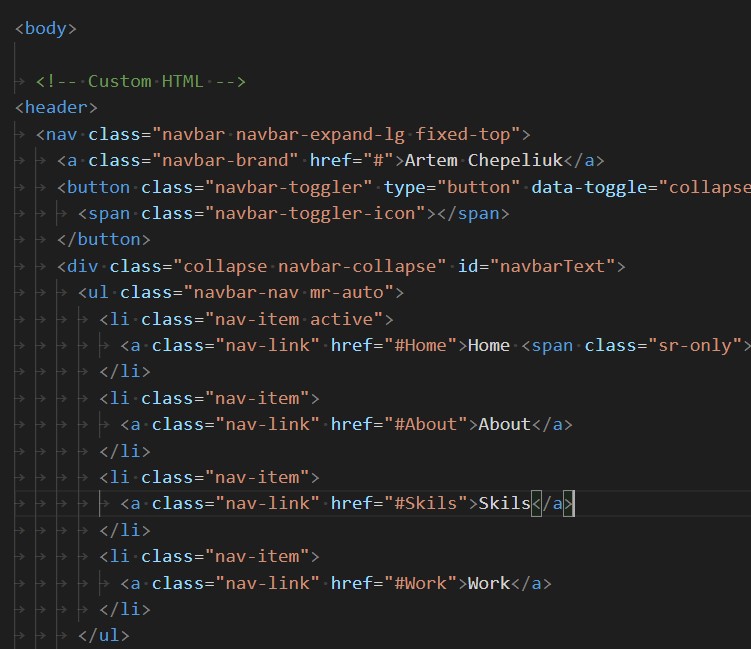 <body>
<!-- Custom HTML -->
<header>
<nav class="navbar navbar-expand-lg fixed-top">
<a class="navbar-brand" href="#">Artem Chepeliuk</a>
<button class="navbar-toggler" type="button" data-toggle="collapse
<span class="navbar-toggler-icon"></span>
</button>
<div class="collapse navbar-collapse" id="navbarText">
<ul class="navbar-nav mr-auto">
<li class="nav-item active">
<a class="nav-link" href="#Home">Home <span class="sr-only">
</li>
<li class="nav-item">
<a class="nav-link" href="#About">About</a>
</li>
<li class="nav-item">
<a class="nav-link" href="#Skils">Skils</a>
</li>
<li class="nav-item">
<a class="nav-link" href="#Work">Work</a>
</li>
</ul>